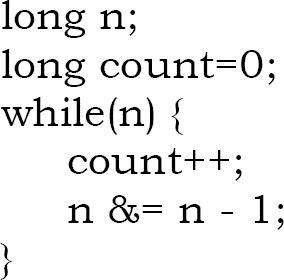 long n;
long count=0;
while(n) {
count++;
n &= n - 1;
}